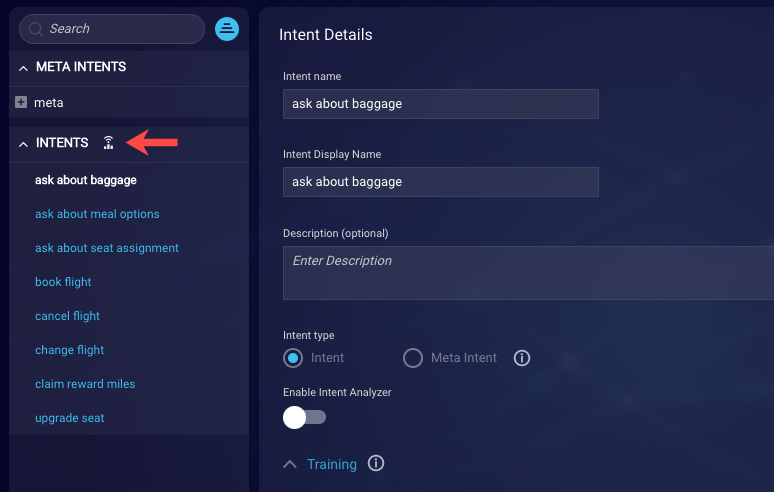 Search
META INTENTS
meta
INTENTS
ask about baggage
ask about meal options
ask about seat assignment
book flight
cancel flight
change flight
claim reward miles
upgrade seat
Intent Details
Intent name
ask about baggage
Intent Display Name
ask about baggage
Description (optional)
Enter Description
Intent type
Intent Meta Intent
Enable Intent Analyzer
Training